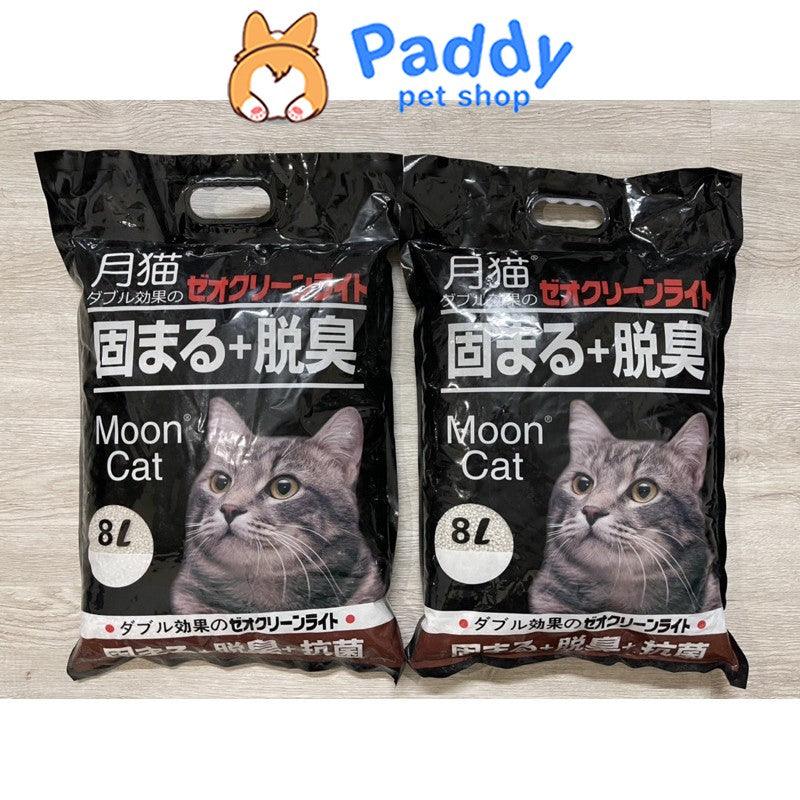 Paddy
pet shop
月猫®
ダブル効果のゼオクリーンライト
固まる+脱臭
Moon®
Cat
8L
ダブル効果のゼオクリーンライト
固まる+脱臭+抗菌
月猫®
ダブル効果のゼオクリーンライト
固まる+脱臭
Moon®
Cat
8L
ダブル効果のゼオクリーンライト
固まる+脱臭+抗菌